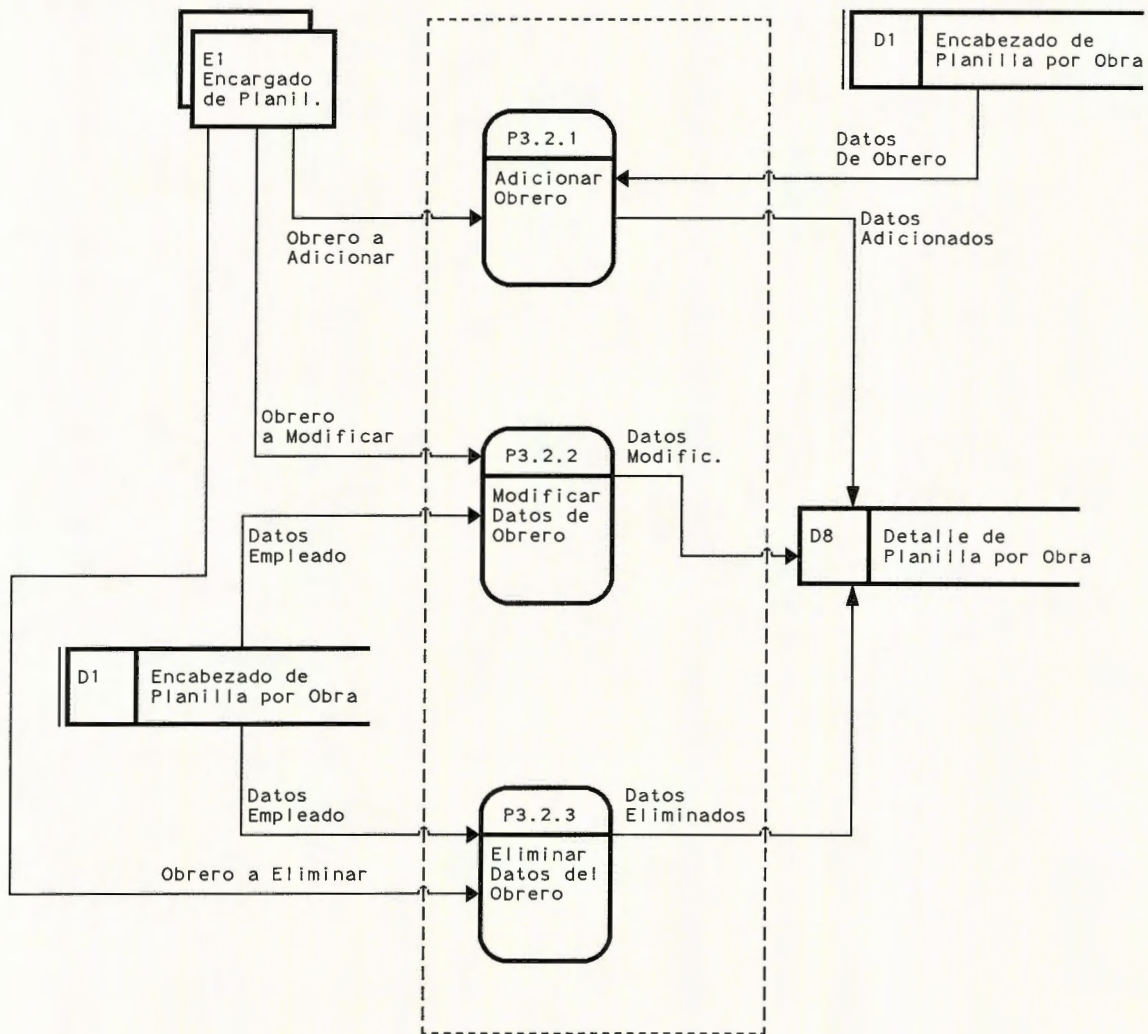 E1
Encargado
de Planil.
D1
Encabezado de
Planilla por Obra
P3.2.1
Adicionar
Obrero
Datos
De Obrero
Obrero a
Adicionar
Datos
Adicionados
Obrero
a Modificar
P3.2.2
Modificar
Datos de
Obrero
Datos
Modific.
Datos
Empleado
D8
Detalle de
Planilla por Obra
D1
Encabezado de
Planilla por Obra
Datos
Empleado
P3.2.3
Eliminar
Datos del
Obrero
Datos
Eliminados
Obrero a Eliminar